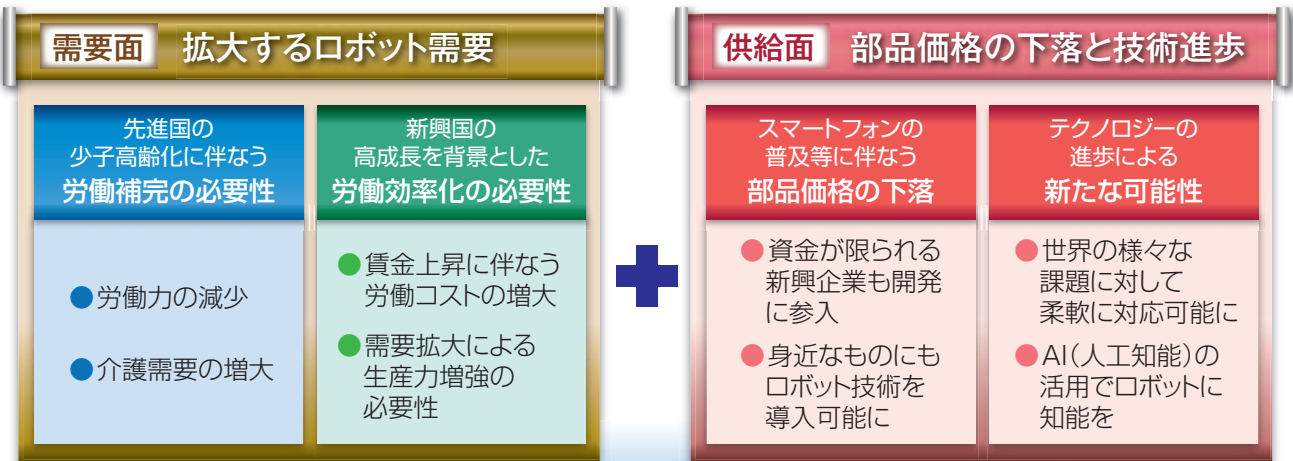 需要面 拡大するロボット需要
先進国の
少子高齢化に伴なう
労働補完の必要性
●労働力の減少
●介護需要の増大
新興国の
高成長を背景とした
労働効率化の必要性
●賃金上昇に伴なう
労働コストの増大
●需要拡大による
生産力増強の
必要性
供給面 部品価格の下落と技術進歩
スマートフォンの
普及等に伴なう
部品価格の下落
●資金が限られる
新興企業も開発
に参入
●身近なものにも
ロボット技術を
導入可能に
テクノロジーの
進歩による
新たな可能性
●世界の様々な
課題に対して
柔軟に対応可能に
●AI(人工知能)の
活用でロボットに
知能を